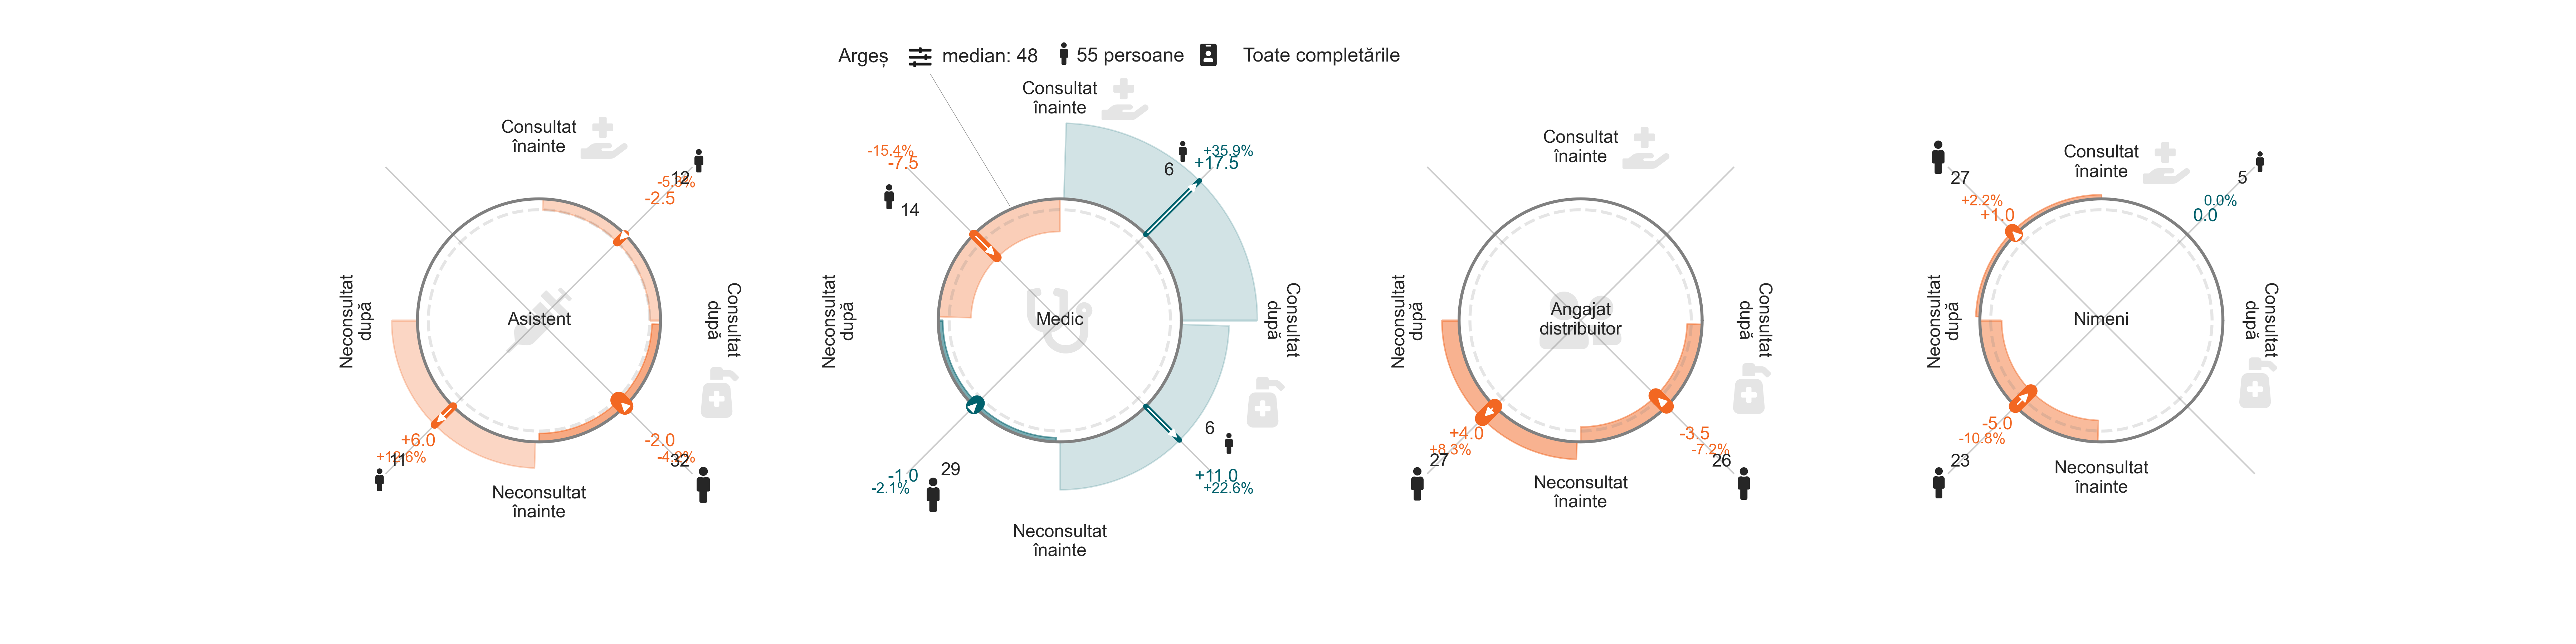 Argeș median: 48 55 persoane Toate completările
Consultat
înainte
12
-2.5
Neconsultat
după
Asistent
Consultat
după
+6.0
11
-2.0
32
Neconsultat
înainte
Consultat
înainte
-15.4%
-7.5
14
6
+35.9%
+17.5
Neconsultat
după
Medic
Consultat
după
6
-1.0
-2.1%
29
+11.0
+22.6%
Neconsultat
înainte
Consultat
înainte
Neconsultat
după
Angajat
distribuitor
Consultat
după
+4.0
+8.3%
27
-3.5
-7.2%
26
Neconsultat
înainte
Consultat
înainte
27
+2.2%
+1.0
5
0.0%
0.0
Neconsultat
după
Nimeni
Consultat
după
-5.0
-10.8%
23
Neconsultat
înainte